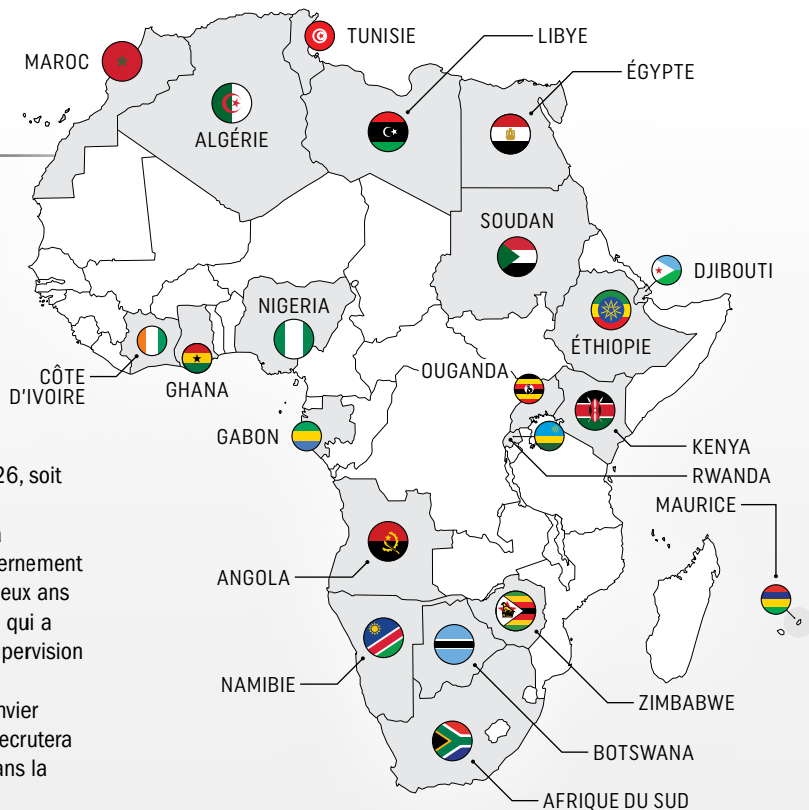 TUNISIE
LIBYE
MAROC
ÉGYPTE
ALGÉRIE
SOUDAN
DJIBOUTI
NIGERIA
ÉTHIOPIE
OUGANDA
CÔTE
D'IVOIRE
GHANA
GABON
KENYA
RWANDA
MAURICE
ANGOLA
NAMIBIE
ZIMBABWE
BOTSWANA
AFRIQUE DU SUD
26, soit
ernement
eux ans
qui a
pervision
nvier
ecrutera
ans la